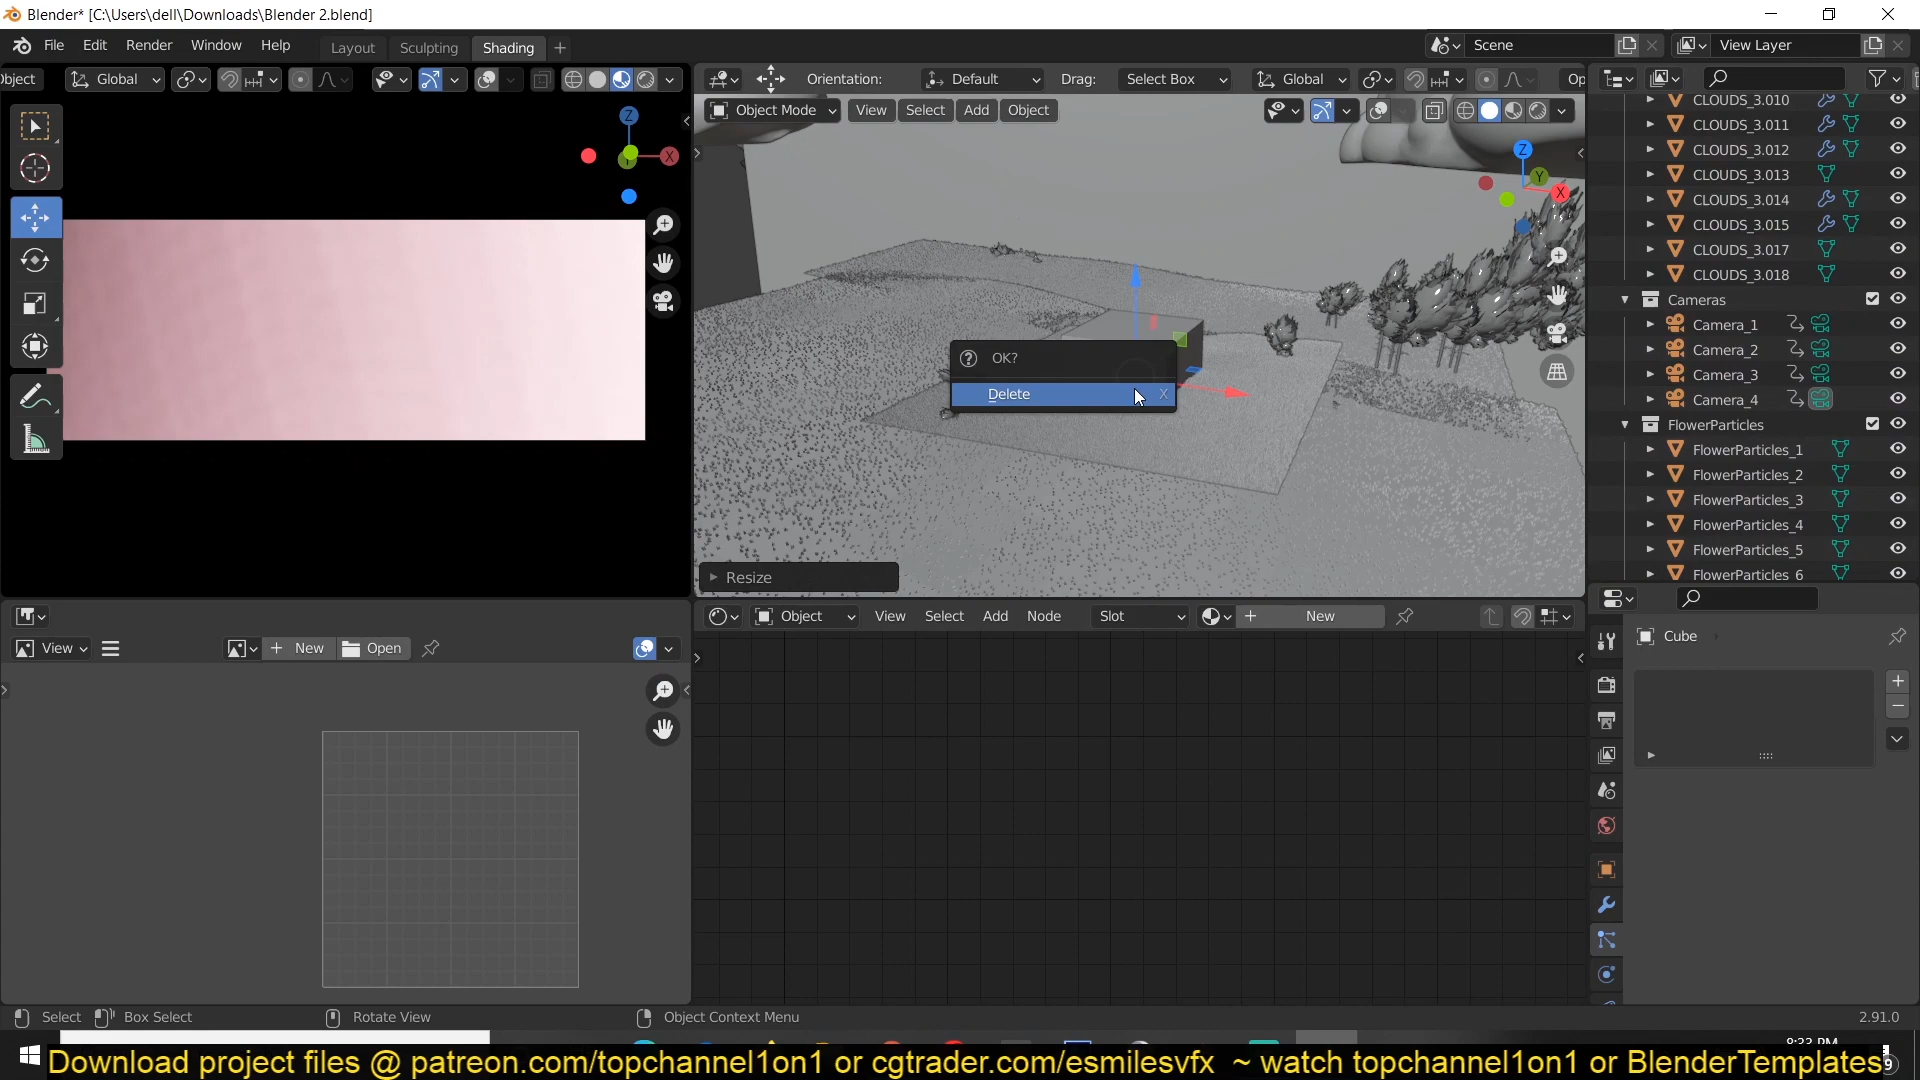 Blender* [C:\Users\dell\Downloads\Blender 2.blend]
File Edit Render Window Help Layout Sculpting Shading Scene View Layer
bject Global
Orientation: Default Drag: Select Box Global Op
Object Mode View Select Add Object
Z
X
Y
Z
Y
X
OK?
Delete X
Resize
CLOUDS_3.010
CLOUDS_3.011
CLOUDS_3.012
CLOUDS_3.013
CLOUDS_3.014
CLOUDS_3.015
CLOUDS_3.017
CLOUDS_3.018
Cameras
Camera_1
Camera_2
Camera_3
Camera_4
FlowerParticles
FlowerParticles_1
FlowerParticles_2
FlowerParticles_3
FlowerParticles_4
FlowerParticles_5
FlowerParticles_6
View New Open
Object View Select Add Node Slot New
Cube
Select Box Select Rotate View Object Context Menu 2.91.0
8:33 PM
Download project files @ patreon.com/topchannel1on1 or cgtrader.com/esmilesvfx ~ watch topchannel1on1 or BlenderTemplates